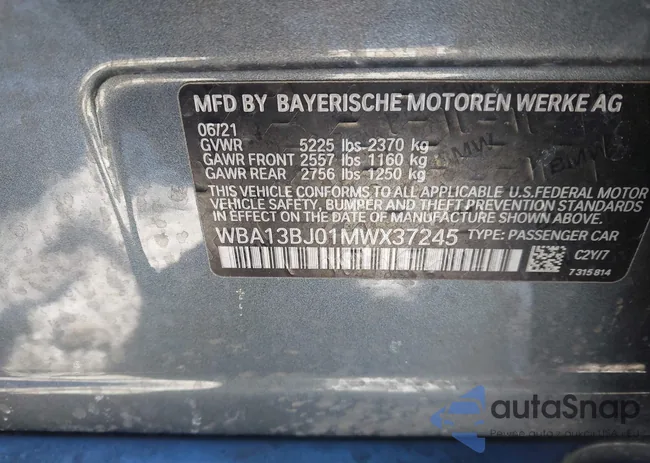 MFD BY BAYERISCHE MOTOREN WERKE AG
06/21
GVWR 5225 lbs-2370 kg
GAWR FRONT 2557 lbs 1160 kg
GAWR REAR 2756 lbs-1250 kg
THIS VEHICLE CONFORMS TO ALL APPLICABLE U.S.FEDERAL MOTOR
VEHICLE SAFETY, BUMPER AND THEFT PREVENTION STANDARDS
IN EFFECT ON THE DATE OF MANUFACTURE SHOWN ABOVE.
WBA13BJ01MWX37245 TYPE: PASSENGER CAR
C2Y/7
7315814
BMW
BMW
autoSnap